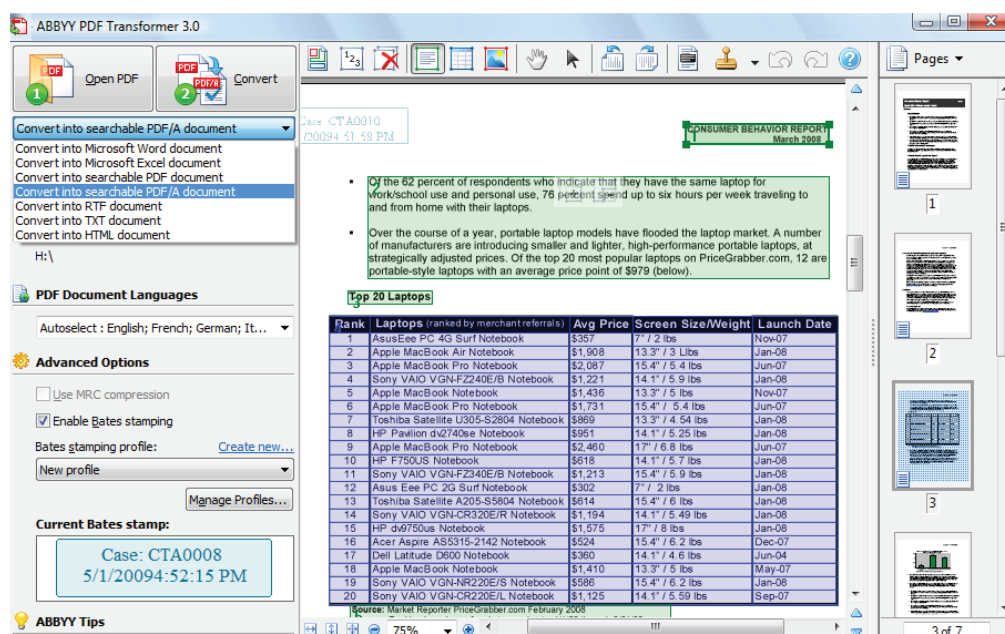 ABBYY PDF Transformer 3.0
Open PDF
Convert
Convert into searchable PDF/A document
Convert into Microsoft Word document
Convert into Microsoft Excel document
Convert into searchable PDF document
Convert into searchable PDF/A document
Convert into RTF document
Convert into TXT document
Convert into HTML document
H:\
PDF Document Languages
Autoselect : English; French; German; It...
Advanced Options
Use MRC compression
Enable Bates stamping
Bates stamping profile: Create new...
New profile
Manage Profiles...
Current Bates stamp:
Case: CTA0008
5/1/20094:52:15 PM
ABBYY Tips
Case CTA0010
/20094 51 58 PM
CONSUMER BEHAVIOR REPORT
March 2008
Of the 62 percent of respondents who indicate that they have the same laptop for
work/school use and personal use, 76 percent spend up to six hours per week traveling to
and from home with their laptops.
Over the course of a year, portable laptop models have flooded the laptop market. A number
of manufacturers are introducing smaller and lighter, high-performance portable laptops, at
strategically adjusted prices. Of the top 20 most popular laptops on PriceGrabber.com, 12 are
portable-style laptops with an average price point of $979 (below).
Top 20 Laptops
Rank Laptops (ranked by merchant referrals) Avg Price Screen Size/Weight Launch Date
1 AsusEee PC 4G Surf Notebook $357 7" / 2 lbs Nov-07
2 Apple MacBook Air Notebook $1,908 13.3" / 3 Llbs Jan-08
3 Apple MacBook Pro Notebook $2,087 15.4" / 5.4 lbs Jun-07
4 Sony VAIO VGN-FZ240E/B Notebook $1,221 14.1" / 5.9 lbs Jan-08
5 Apple MacBook Notebook $1,436 13.3" / 5 lbs Nov-07
6 Apple MacBook Pro Notebook $1,731 15.4" / 5.4 lbs Jun-07
7 Toshiba Satellite U305-S2804 Notebook $869 13.3" / 4.54 lbs Jan-08
8 HP Pavilion dv2740se Notebook $951 14.1" / 5.25 lbs Jan-08
9 Apple MacBook Pro Notebook $2,460 17" / 6.8 lbs Jun-07
10 HP F750US Notebook $618 14.1" / 5.7 lbs Jan-08
11 Sony VAIO VGN-FZ340E/B Notebook $1,213 15.4" / 5.9 lbs Jan-08
12 Asus Eee PC 2G Surf Notebook $302 7" / 2 lbs Jan-08
13 Toshiba Satellite A205-S5804 Notebook $614 15.4" / 6 lbs Jan-08
14 Sony VAIO VGN-CR320E/R Notebook $1,194 14.1" / 5.49 lbs Jan-08
15 HP dv9750us Notebook $1,575 17" / 8 lbs Jan-08
16 Acer Aspire AS5315-2142 Notebook $524 15.4" / 6.2 lbs Dec-07
17 Dell Latitude D600 Notebook $360 14.1" / 4.6 lbs Jun-04
18 Apple MacBook Notebook $1,410 13.3" / 5 lbs May-07
19 Sony VAIO VGN-NR220E/S Notebook $586 15.4" / 6.2 lbs Jan-08
20 Sony VAIO VGN-CR220E/L Notebook $1,125 14.1" / 5.59 lbs Sep-07
Source: Market Reporter PriceGrabber.com February 2008
75%
Pages
1
2
3
3 of 7